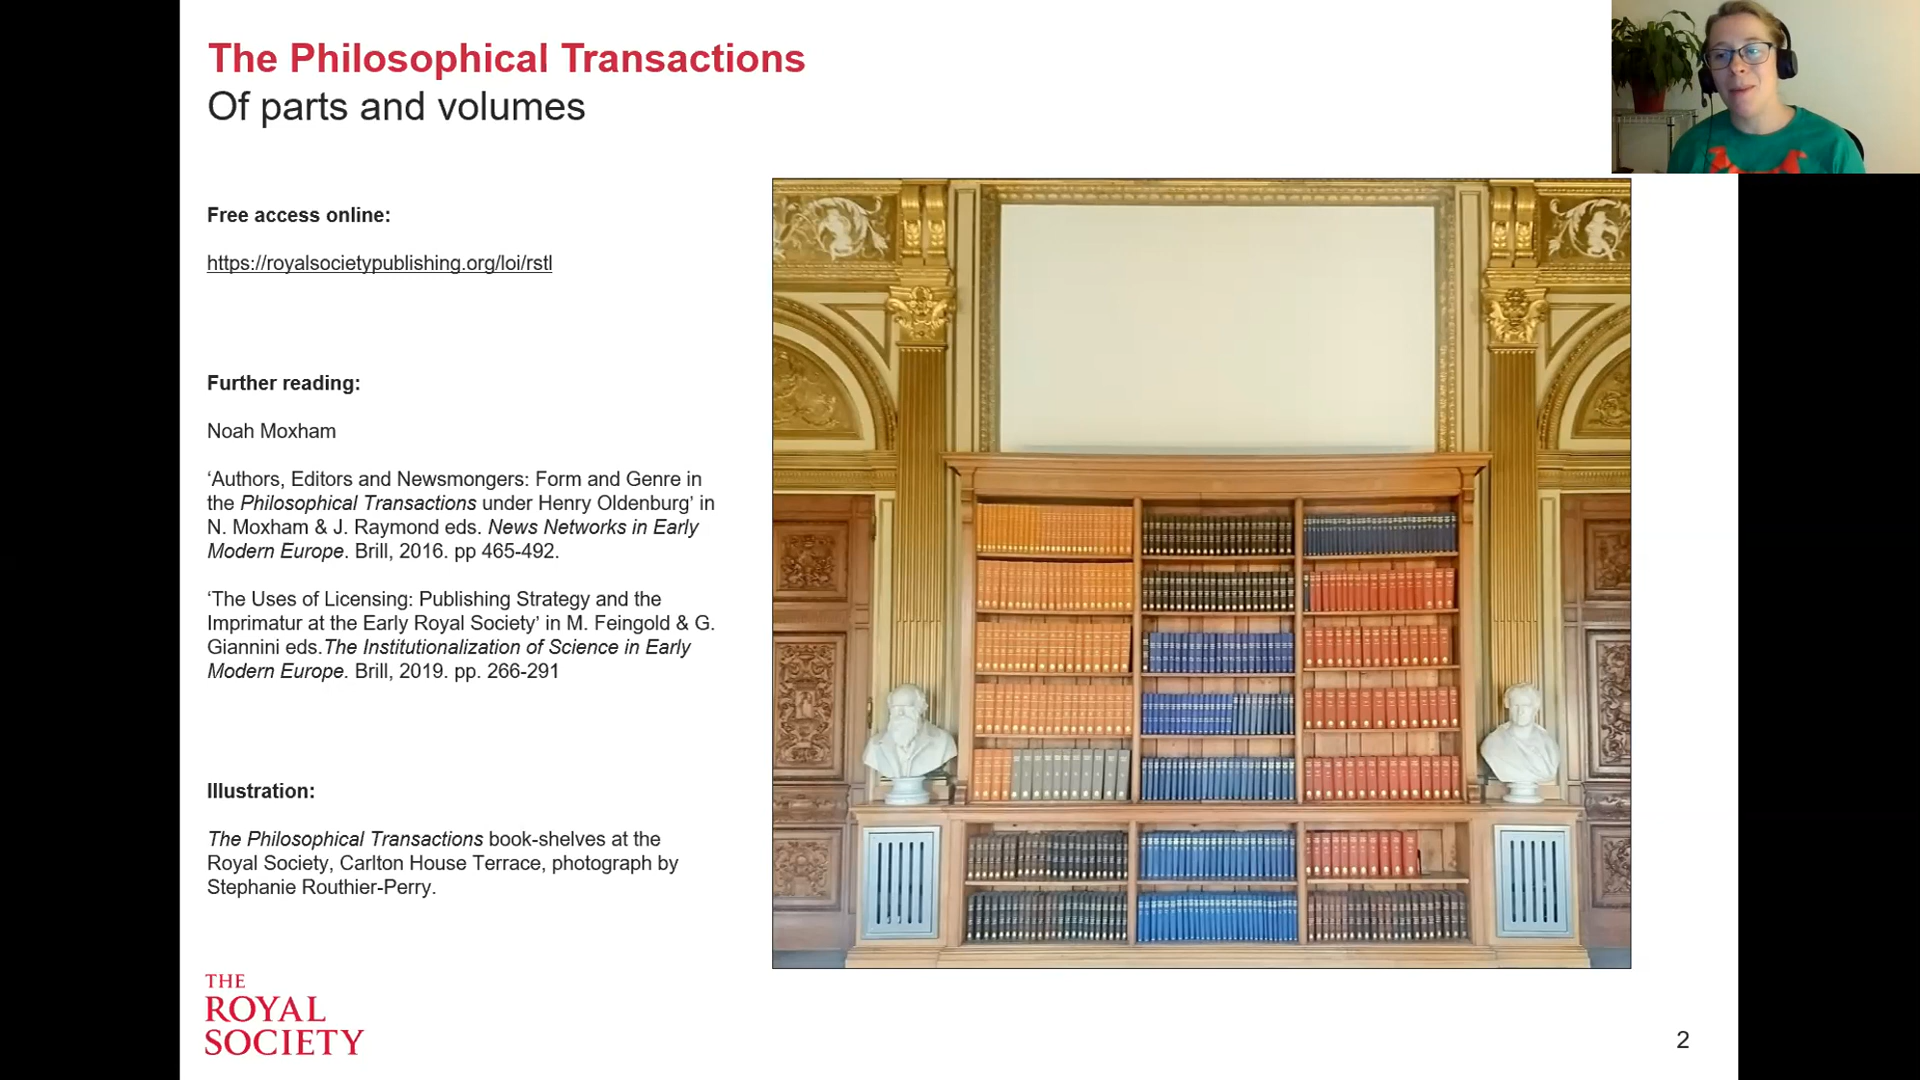 The Philosophical Transactions
Of parts and volumes
Free access online:
https://royalsocietypublishing.org/loi/rstl
Further reading:
Noah Moxham
‘Authors, Editors and Newsmongers: Form and Genre in
the Philosophical Transactions under Henry Oldenburg’ in
N. Moxham & J. Raymond eds. News Networks in Early
Modern Europe. Brill, 2016. pp 465-492.
‘The Uses of Licensing: Publishing Strategy and the
Imprimatur at the Early Royal Society’ in M. Feingold & G.
Giannini eds.The Institutionalization of Science in Early
Modern Europe. Brill, 2019. pp. 266-291
Illustration:
The Philosophical Transactions book-shelves at the
Royal Society, Carlton House Terrace, photograph by
Stephanie Routhier-Perry.
THE
ROYAL
SOCIETY
2